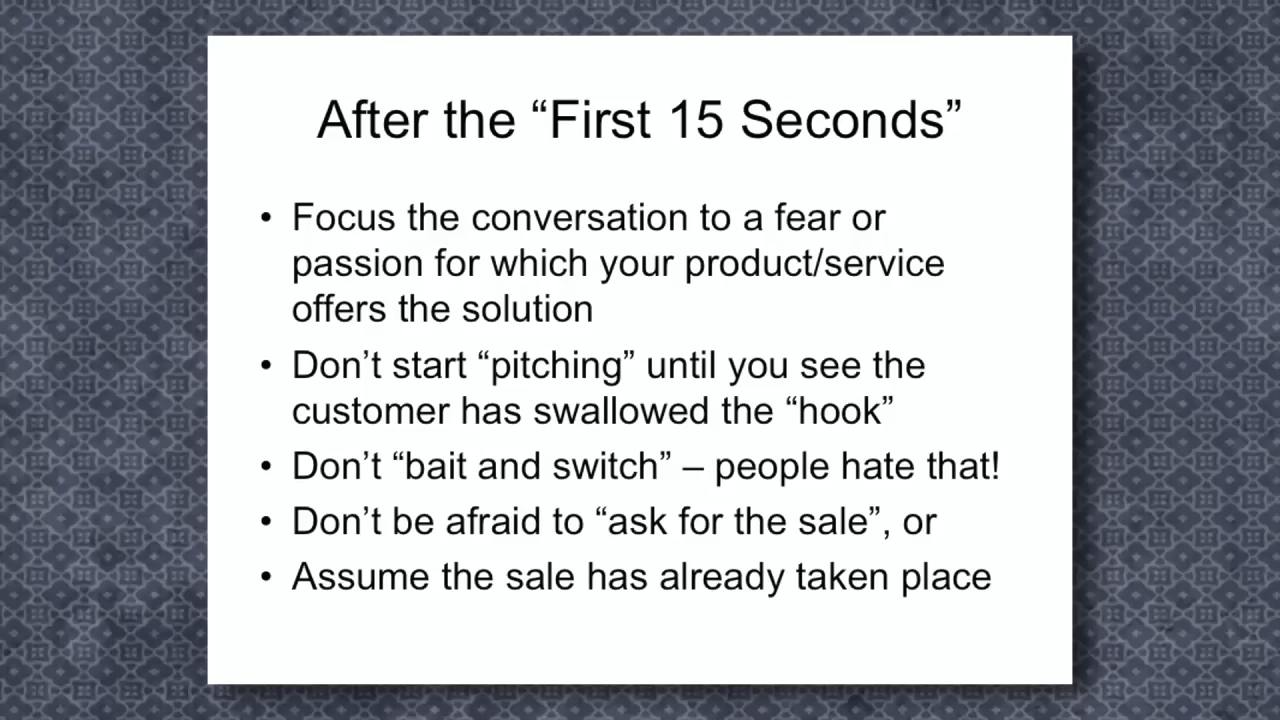 After the “First 15 Seconds”
• Focus the conversation to a fear or
passion for which your product/service
offers the solution
• Don’t start “pitching” until you see the
customer has swallowed the “hook”
• Don’t “bait and switch” – people hate that!
• Don’t be afraid to “ask for the sale”, or
• Assume the sale has already taken place